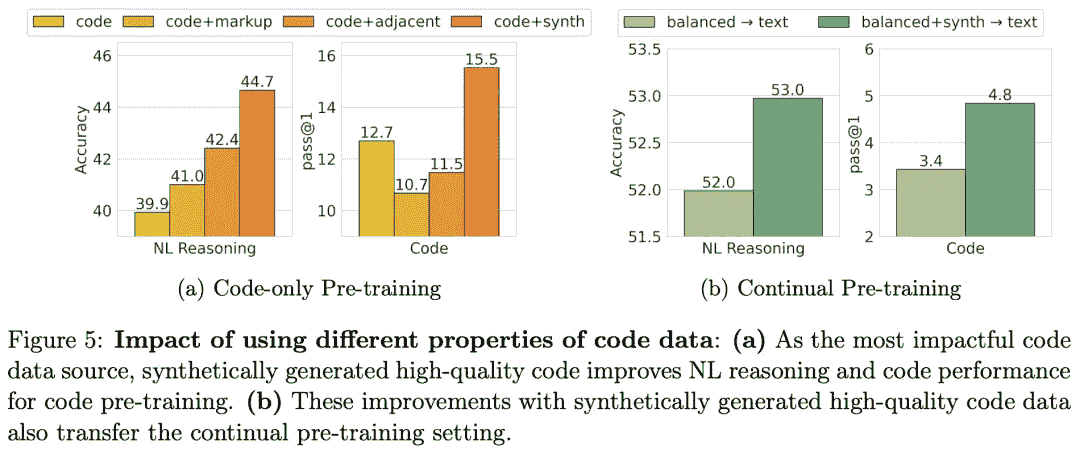 code code+markup code+adjacent code+synth
balanced → text balanced+synth → text
46
44
42
40
Accuracy
39.9
41.0
42.4
44.7
NL Reasoning
16
14
12
10
pass@1
12.7
10.7
11.5
15.5
Code
(a) Code-only Pre-training
53.5
53.0
52.5
52.0
51.5
Accuracy
52.0
53.0
NL Reasoning
6
5
4
3
2
pass@1
3.4
4.8
Code
(b) Continual Pre-training
Figure 5: Impact of using different properties of code data: (a) As the most impactful code
data source, synthetically generated high-quality code improves NL reasoning and code performance
for code pre-training. (b) These improvements with synthetically generated high-quality code data
also transfer the continual pre-training setting.